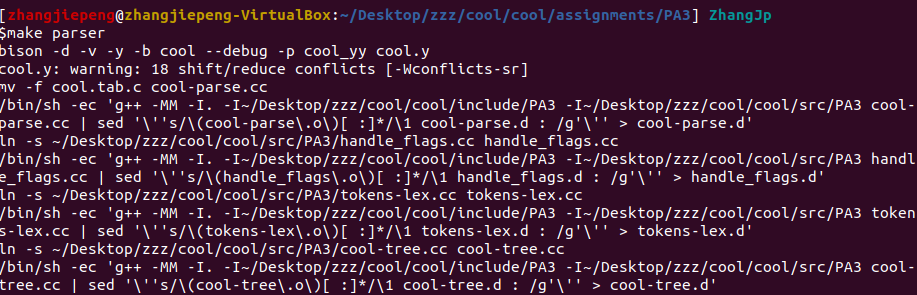 [zhangjiepeng@zhangjiepeng-VirtualBox:~/Desktop/zzz/cool/cool/assignments/PA3] ZhangJp
$make parser
bison -d -v -y -b cool --debug -p cool_yy cool.y
cool.y: warning: 18 shift/reduce conflicts [-Wconflicts-sr]
mv -f cool.tab.c cool-parse.cc
/bin/sh -ec 'g++ -MM -I. -I~/Desktop/zzz/cool/cool/include/PA3 -I~/Desktop/zzz/cool/cool/src/PA3 cool-
parse.cc | sed '\''s/\(cool-parse\.o\)[ :]*/\1 cool-parse.d : /g'\'' > cool-parse.d'
ln -s ~/Desktop/zzz/cool/cool/src/PA3/handle_flags.cc handle_flags.cc
/bin/sh -ec 'g++ -MM -I. -I~/Desktop/zzz/cool/cool/include/PA3 -I~/Desktop/zzz/cool/cool/src/PA3 handl
e_flags.cc | sed '\''s/\(handle_flags\.o\)[ :]*/\1 handle_flags.d : /g'\'' > handle_flags.d'
ln -s ~/Desktop/zzz/cool/cool/src/PA3/tokens-lex.cc tokens-lex.cc
/bin/sh -ec 'g++ -MM -I. -I~/Desktop/zzz/cool/cool/include/PA3 -I~/Desktop/zzz/cool/cool/src/PA3 token
s-lex.cc | sed '\''s/\(tokens-lex\.o\)[ :]*/\1 tokens-lex.d : /g'\'' > tokens-lex.d'
ln -s ~/Desktop/zzz/cool/cool/src/PA3/cool-tree.cc cool-tree.cc
/bin/sh -ec 'g++ -MM -I. -I~/Desktop/zzz/cool/cool/include/PA3 -I~/Desktop/zzz/cool/cool/src/PA3 cool-
tree.cc | sed '\''s/\(cool-tree\.o\)[ :]*/\1 cool-tree.d : /g'\'' > cool-tree.d'